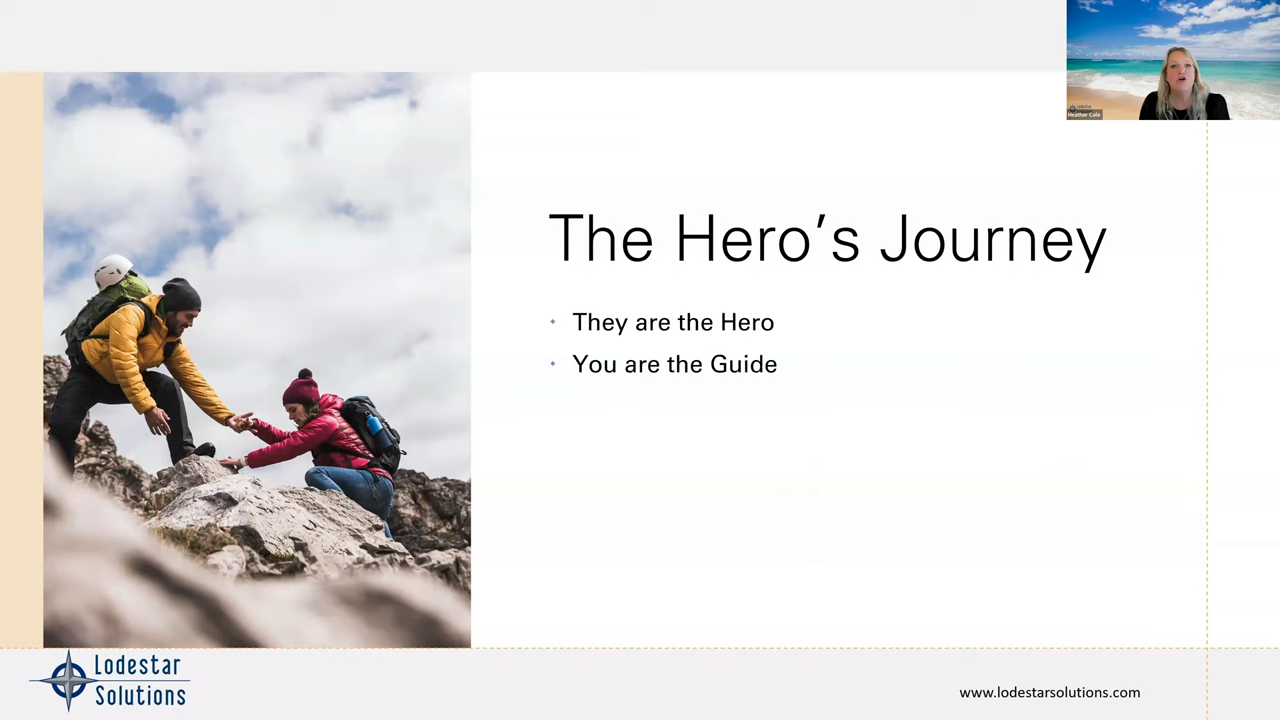 Heather Cole
The Hero's Journey
They are the Hero
You are the Guide
Lodestar
Solutions
www.lodestarsolutions.com